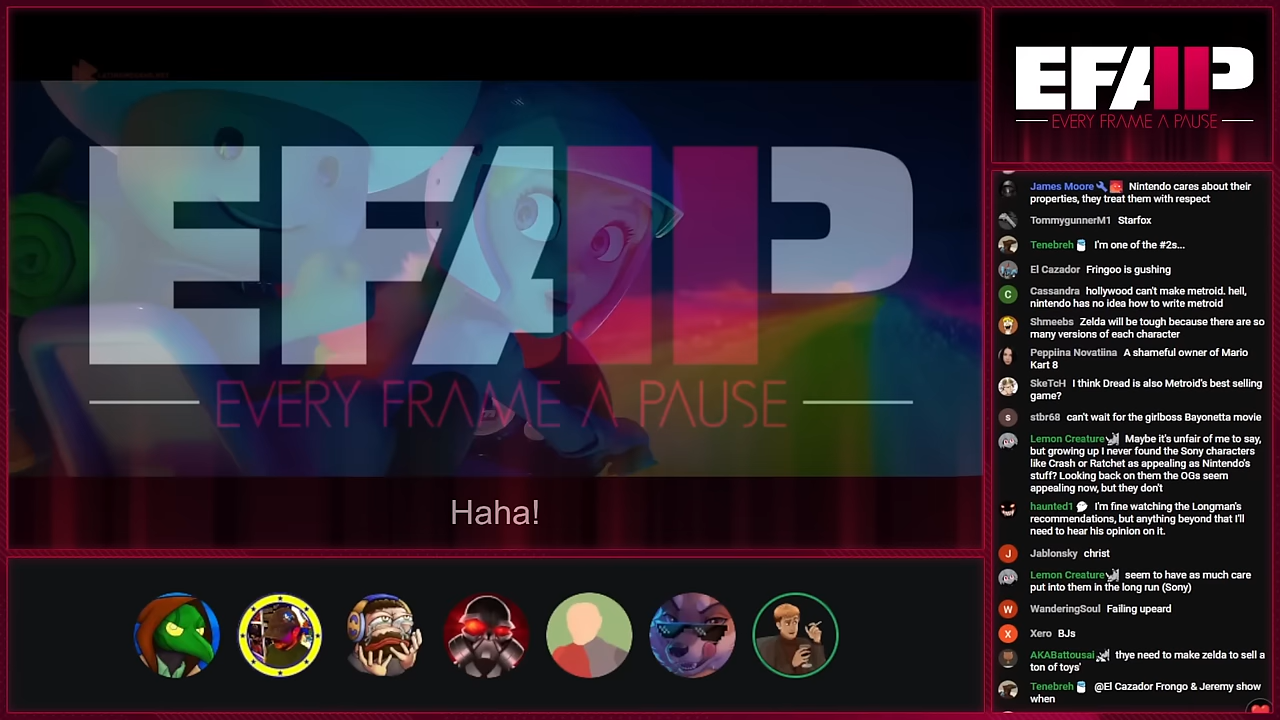 EFAP
EVERY FRAME A PAUSE
Haha!
EFAP
EVERY FRAME A PAUSE
James Moore Nintendo cares about their
properties, they treat them with respect
TommygunnerM1 Starfox
Tenebreh I'm one of the #2s...
El Cazador Fringoo is gushing
C
Cassandra hollywood can't make metroid. hell,
nintendo has no idea how to write metroid
Shmeebs Zelda will be tough because there are so
many versions of each character
Peppiina Novatiina A shameful owner of Mario
Kart 8
SkeTcH I think Dread is also Metroid's best selling
game?
s
stbr68 can't wait for the girlboss Bayonetta movie
Lemon Creature Maybe it's unfair of me to say,
but growing up I never found the Sony characters
like Crash or Ratchet as appealing as Nintendo's
stuff? Looking back on them the OGs seem
appealing now, but they don't
haunted1 I'm fine watching the Longman's
recommendations, but anything beyond that I'll
need to hear his opinion on it.
J
Jablonsky christ
Lemon Creature seem to have as much care
put into them in the long run (Sony)
W
WanderingSoul Failing upeard
X
Xero BJs
AKABattousai thye need to make zelda to sell a
ton of toys'
Tenebreh @El Cazador Frongo & Jeremy show
when